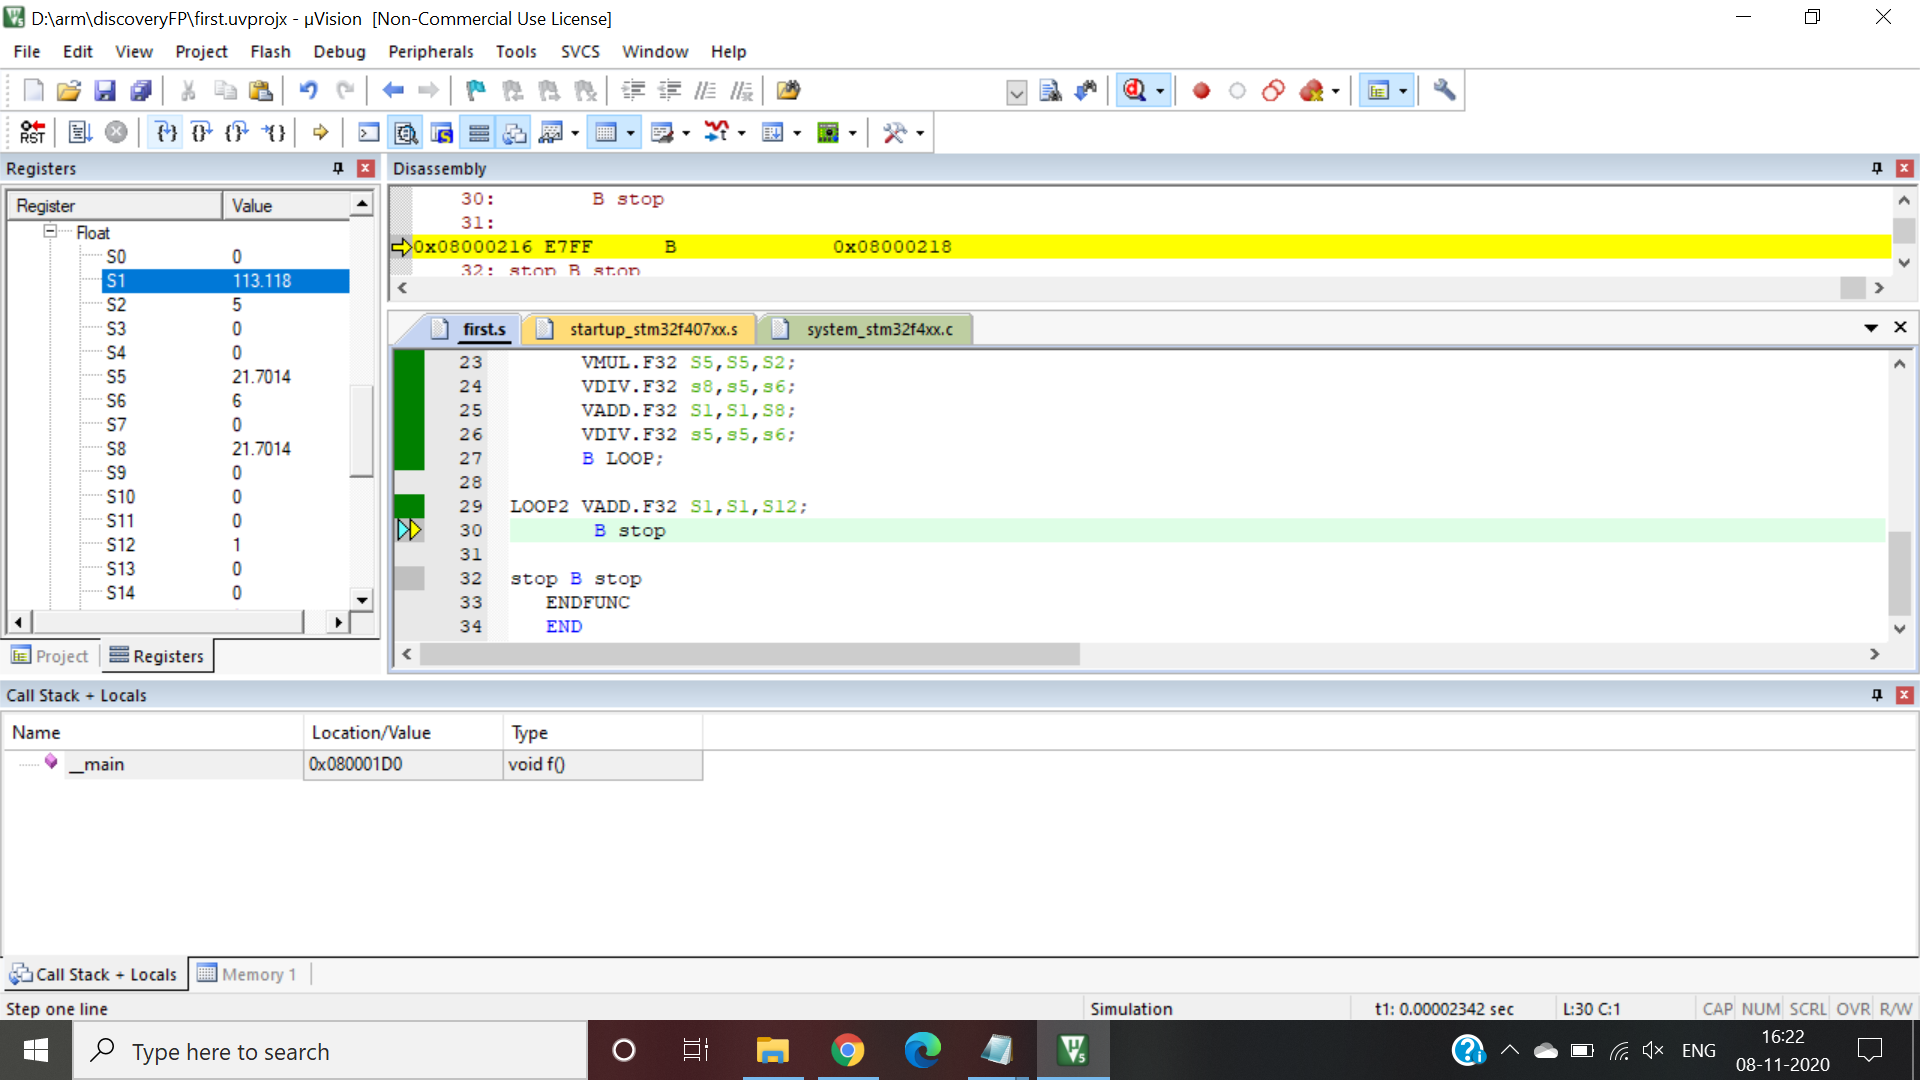 D:\arm\discoveryFP\first.uvprojx - µVision  [Non-Commercial Use License]
File Edit View Project Flash Debug Peripherals Tools SVCS Window Help
RST
Registers
Register Value
Float
S0 0
S1 113.118
S2 5
S3 0
S4 0
S5 21.7014
S6 6
S7 0
S8 21.7014
S9 0
S10 0
S11 0
S12 1
S13 0
S14 0
Project Registers
Disassembly
30: B stop
31:
0x08000216 E7FF B 0x08000218
32: stop B stop
first.s startup_stm32f407xx.s system_stm32f4xx.c
23 VMUL.F32 S5,S5,S2;
24 VDIV.F32 s8,s5,s6;
25 VADD.F32 S1,S1,S8;
26 VDIV.F32 s5,s5,s6;
27 B LOOP;
28
29 LOOP2 VADD.F32 S1,S1,S12;
30 B stop
31
32 stop B stop
33 ENDFUNC
34 END
Call Stack + Locals
Name Location/Value Type
__main 0x080001D0 void f()
Call Stack + Locals Memory 1
Step one line Simulation t1: 0.00002342 sec L:30 C:1 CAP NUM SCRL OVR R/W
Type here to search
ENG
16:22
08-11-2020